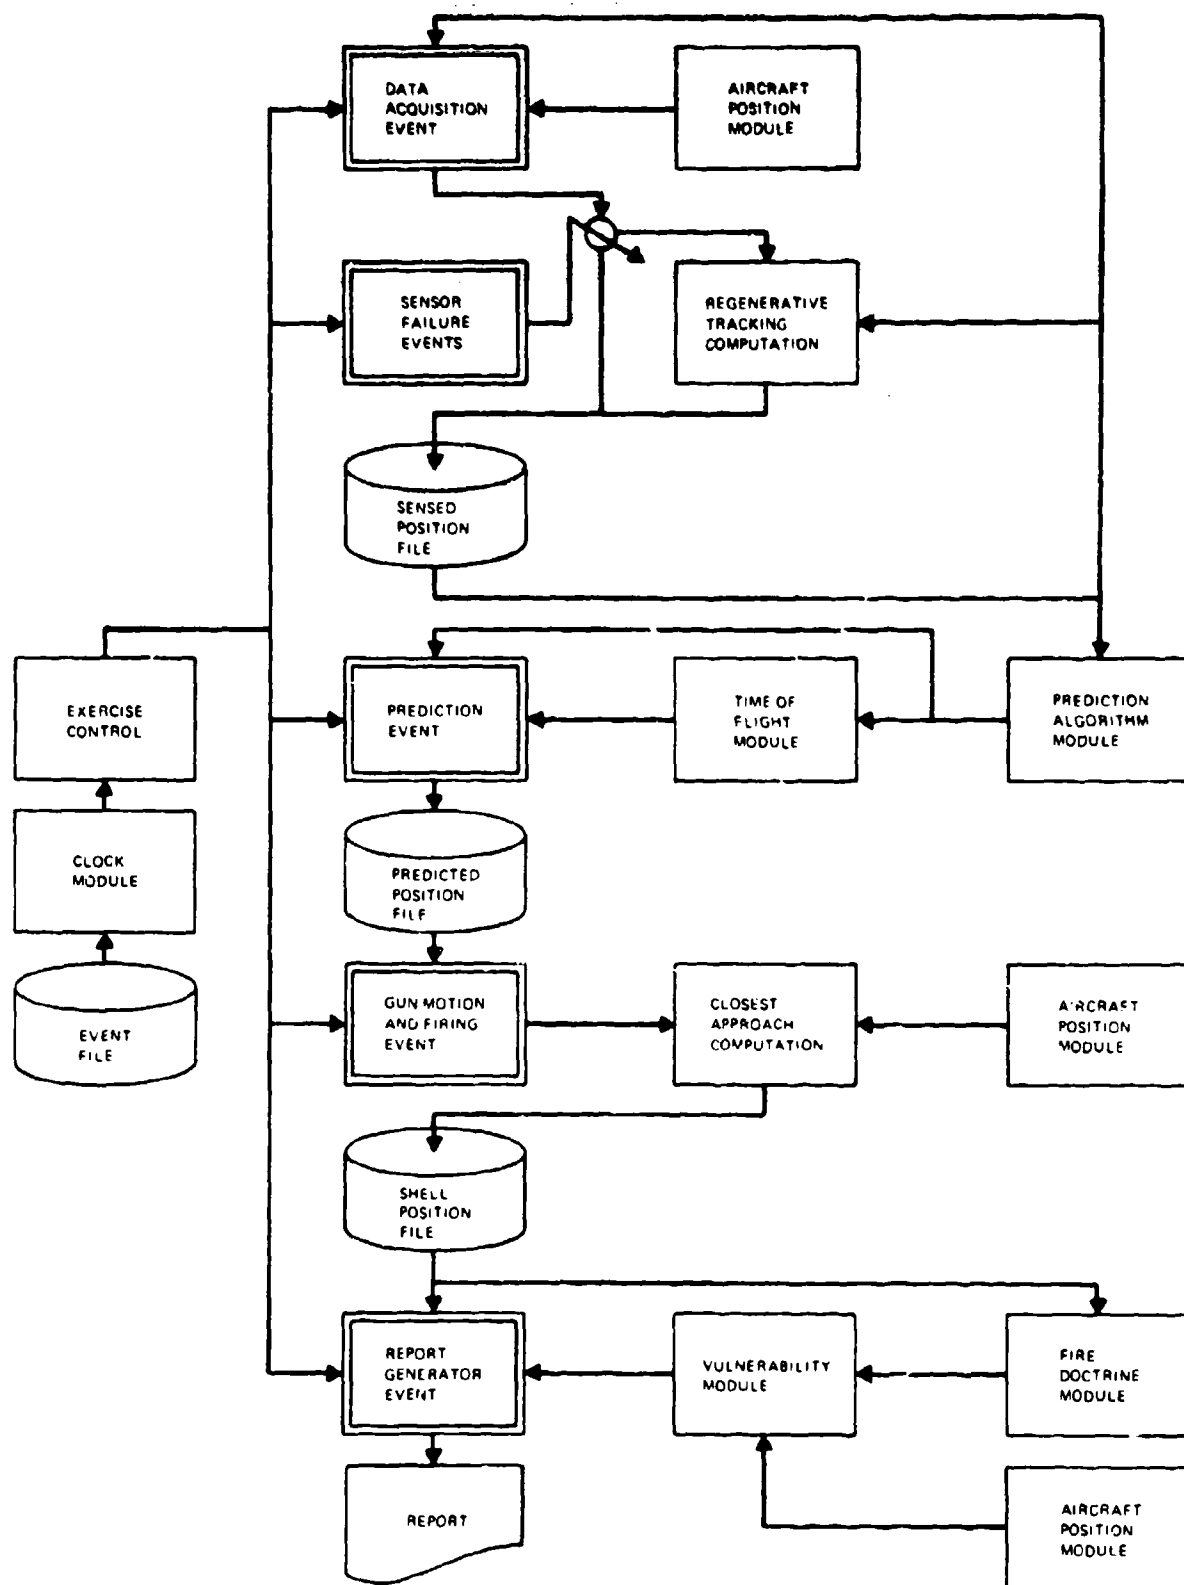 DATA
ACQUISITION
EVENT
AIRCRAFT
POSITION
MODULE
SENSOR
FAILURE
EVENTS
REGENERATIVE
TRACKING
COMPUTATION
SENSED
POSITION
FILE
EXERCISE
CONTROL
PREDICTION
EVENT
TIME OF
FLIGHT
MODULE
PREDICTION
ALGORITHM
MODULE
CLOCK
MODULE
PREDICTED
POSITION
FILE
EVENT
FILE
GUN MOTION
AND FIRING
EVENT
CLOSEST
APPROACH
COMPUTATION
AIRCRAFT
POSITION
MODULE
SHELL
POSITION
FILE
REPORT
GENERATOR
EVENT
VULNERABILITY
MODULE
FIRE
DOCTRINE
MODULE
REPORT
AIRCRAFT
POSITION
MODULE